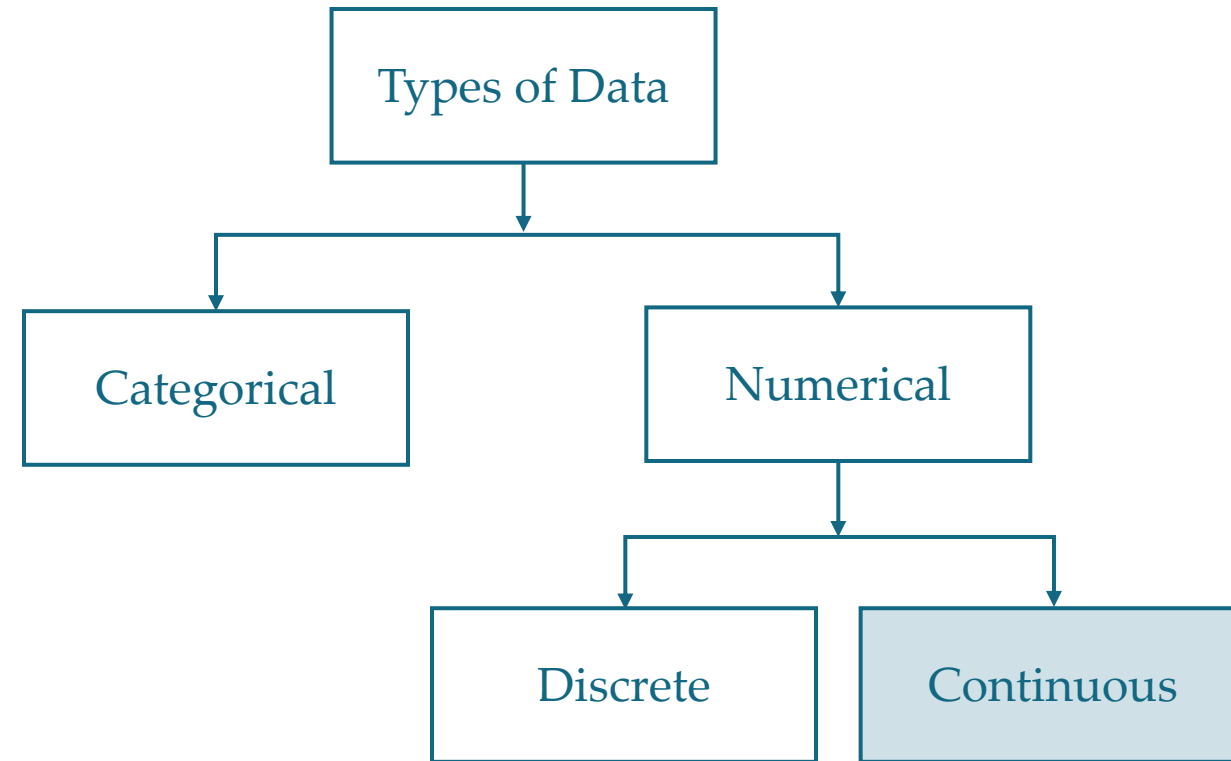 Types of Data
Categorical
Numerical
Discrete
Continuous